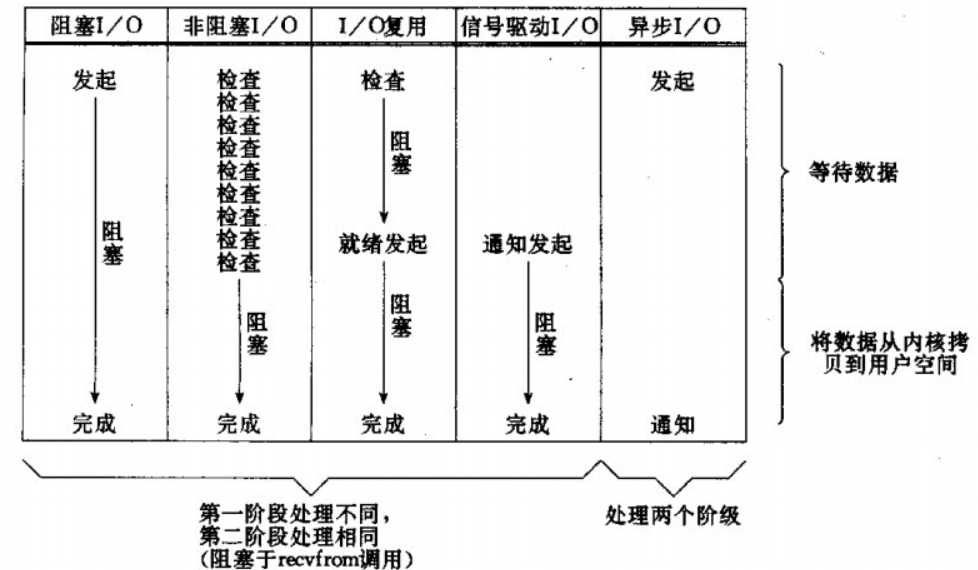 阻塞I/O 非阻塞I/O I/O复用 信号驱动I/O 异步I/O
发起 检查 检查 发起
检查
检查
检查
检查
检查
检查
检查
检查
阻塞
阻塞
就绪发起 通知发起
阻塞
阻塞
阻塞
完成 完成 完成 完成 通知
等待数据
将数据从内核拷
贝到用户空间
第一阶段处理不同，
第二阶段处理相同
(阻塞于recvfrom调用)
处理两个阶级